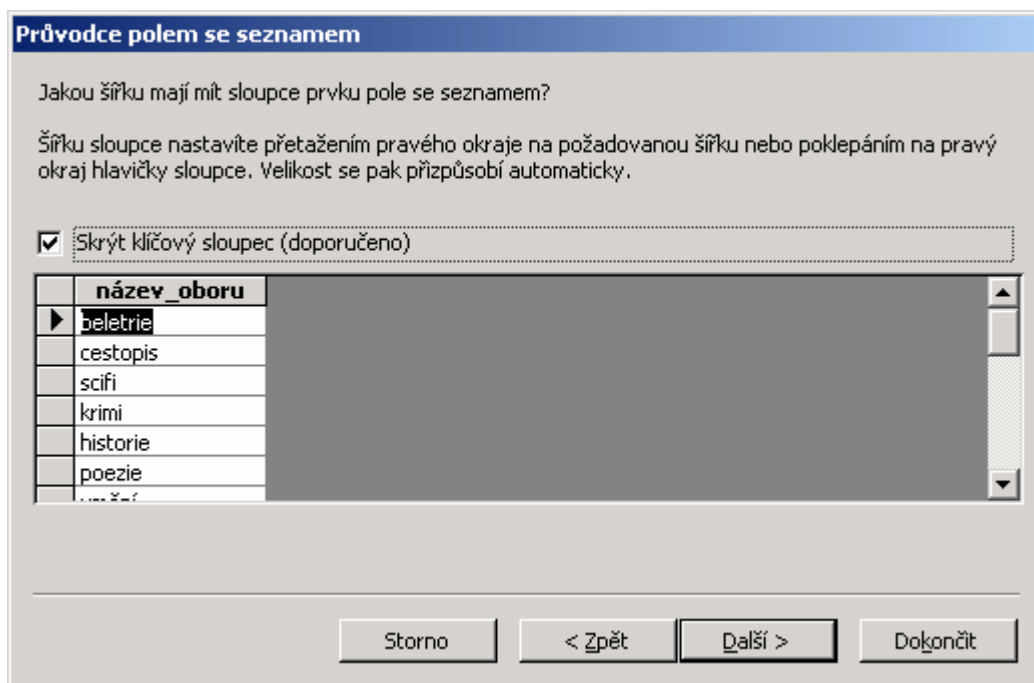 Průvodce polem se seznamem
Jakou šířku mají mít sloupce prvku pole se seznamem?
Šířku sloupce nastavíte přetažením pravého okraje na požadovanou šířku nebo poklepáním na pravý
okraj hlavičky sloupce. Velikost se pak přizpůsobí automaticky.
Skrýt klíčový sloupec (doporučeno)
název_oboru
beletrie
cestopis
scifi
krimi
historie
poezie
Storno
< Zpět
Další >
Dokončit